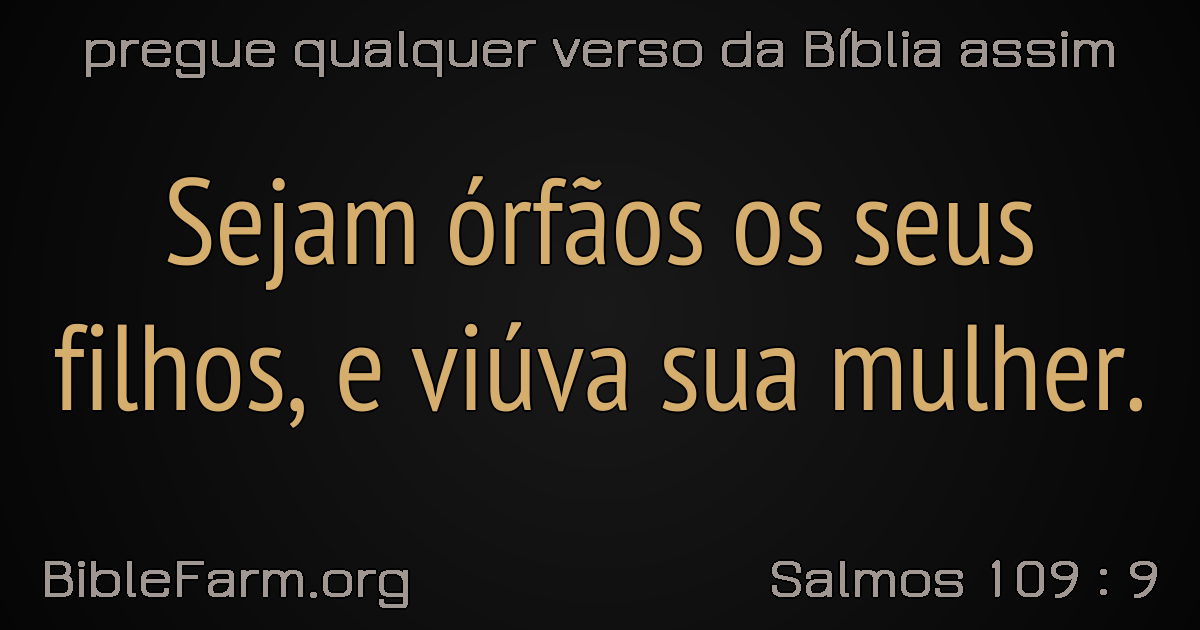 pregue qualquer verso da Bíblia assim
Sejam órfãos os seus
filhos, e viúva sua mulher.
BibleFarm.org
Salmos 109 : 9